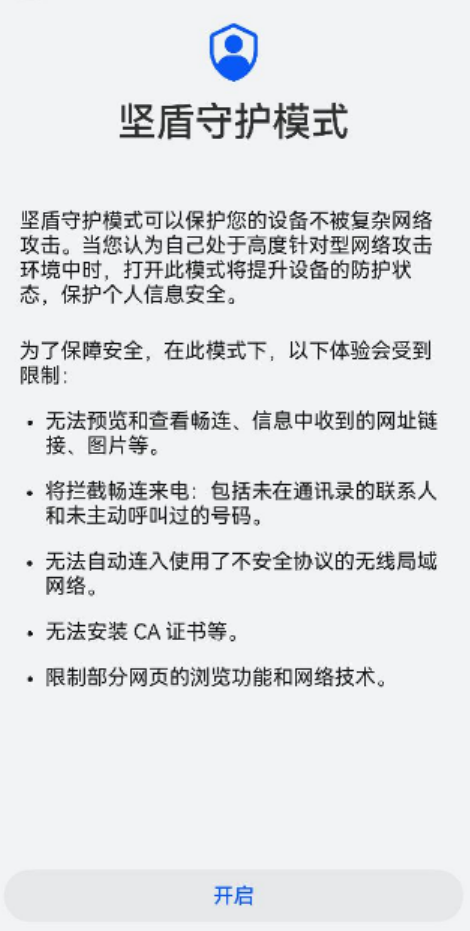 坚盾守护模式
坚盾守护模式可以保护您的设备不被复杂网络
攻击。当您认为自己处于高度针对型网络攻击
环境中时，打开此模式将提升设备的防护状
态，保护个人信息安全。
为了保障安全，在此模式下，以下体验会受到
限制：
• 无法预览和查看畅连、信息中收到的网址链
接、图片等。
• 将拦截畅连来电：包括未在通讯录的联系人
和未主动呼叫过的号码。
• 无法自动连入使用了不安全协议的无线局域
网络。
• 无法安装 CA 证书等。
• 限制部分网页的浏览功能和网络技术。
开启